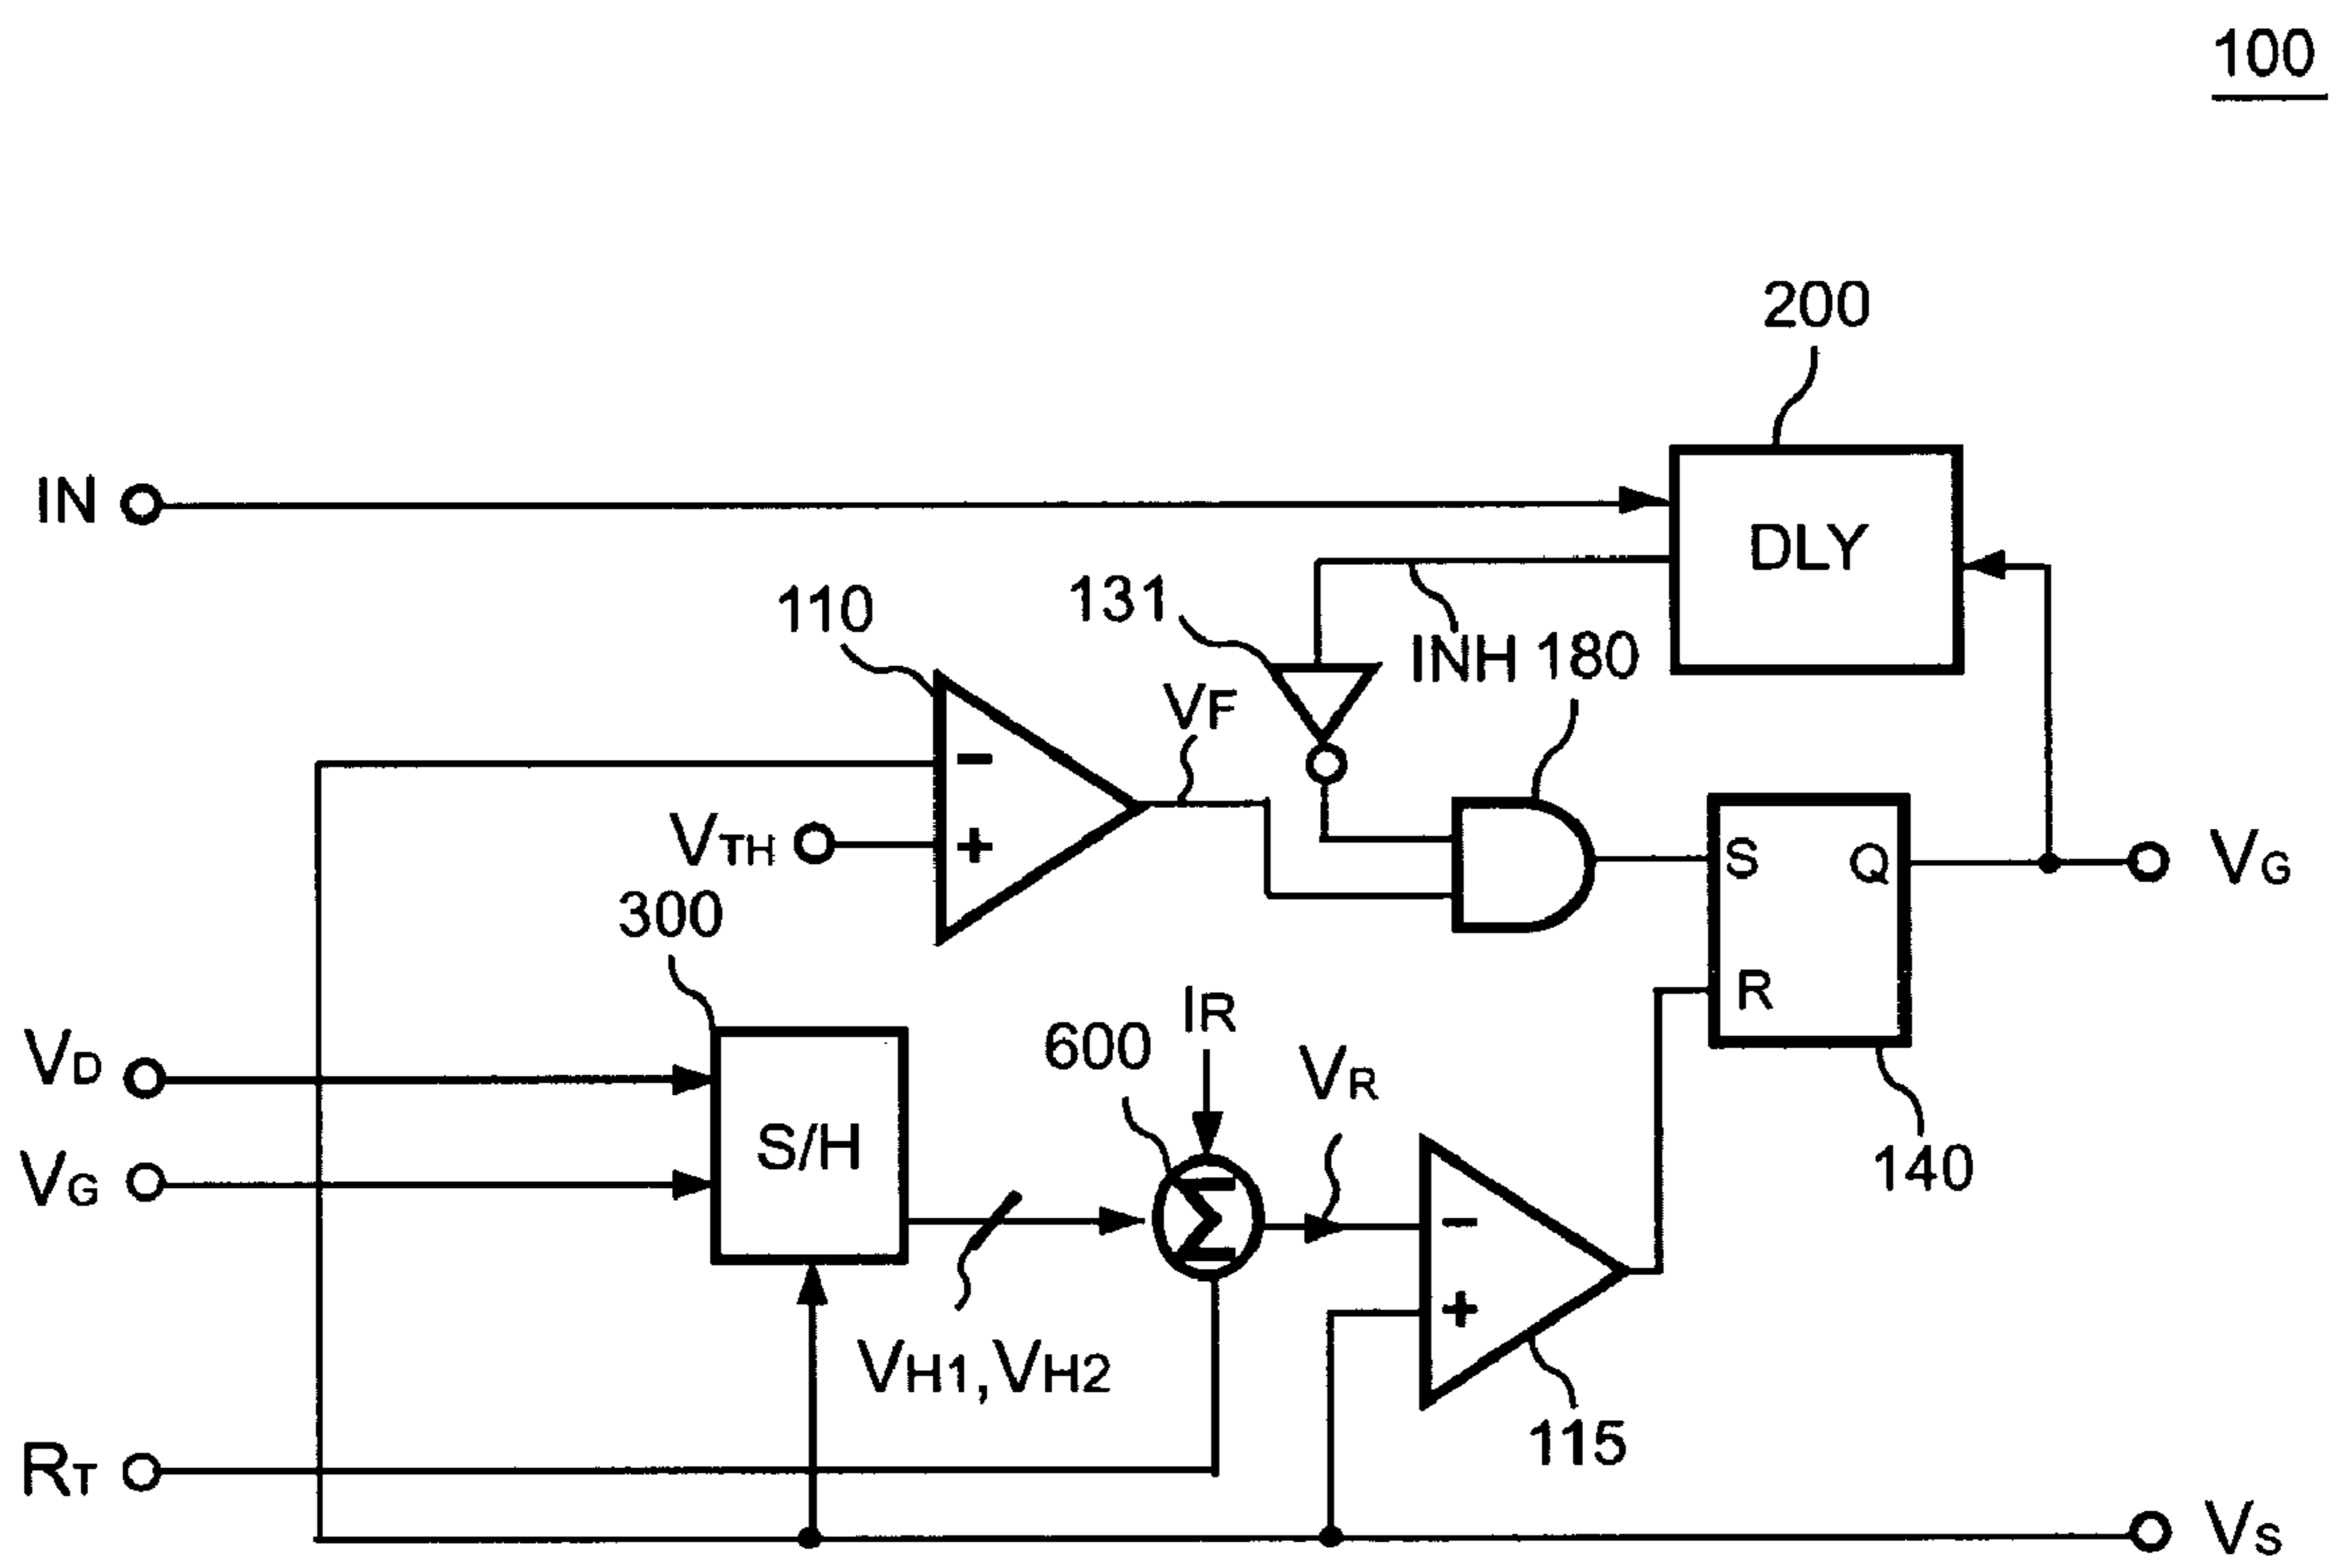 100
200
IN
DLY
110
131
INH
180
VF
-
VTH
+
S
Q
VG
300
R
IR
VD
600
VR
S/H
140
VG
Σ
-
+
VH1,VH2
115
RT
VS